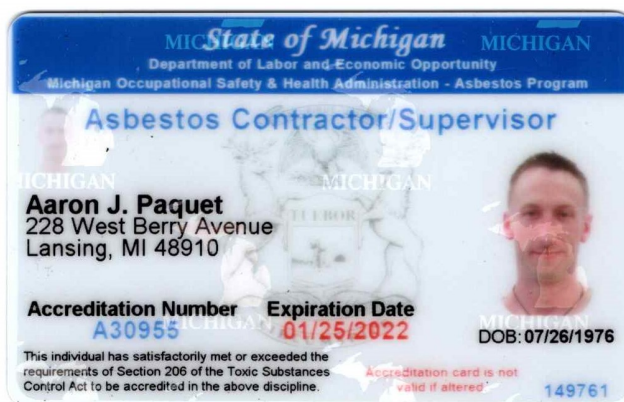 State of Michigan
Department of Labor and Economic Opportunity
Michigan Occupational Safety & Health Administration - Asbestos Program
Asbestos Contractor/Supervisor
Aaron J. Paquet
228 West Berry Avenue
Lansing, MI 48910
TUEBOR
Accreditation Number Expiration Date
A30955 01/25/2022
DOB: 07/26/1976
This individual has satisfactorily met or exceeded the
requirements of Section 206 of the Toxic Substances
Control Act to be accredited in the above discipline.
Accreditation card is not
valid if altered
149761
MICHIGAN
MICHIGAN
MICHIGAN
MICHIGAN
MICHIGAN
MICHIGAN